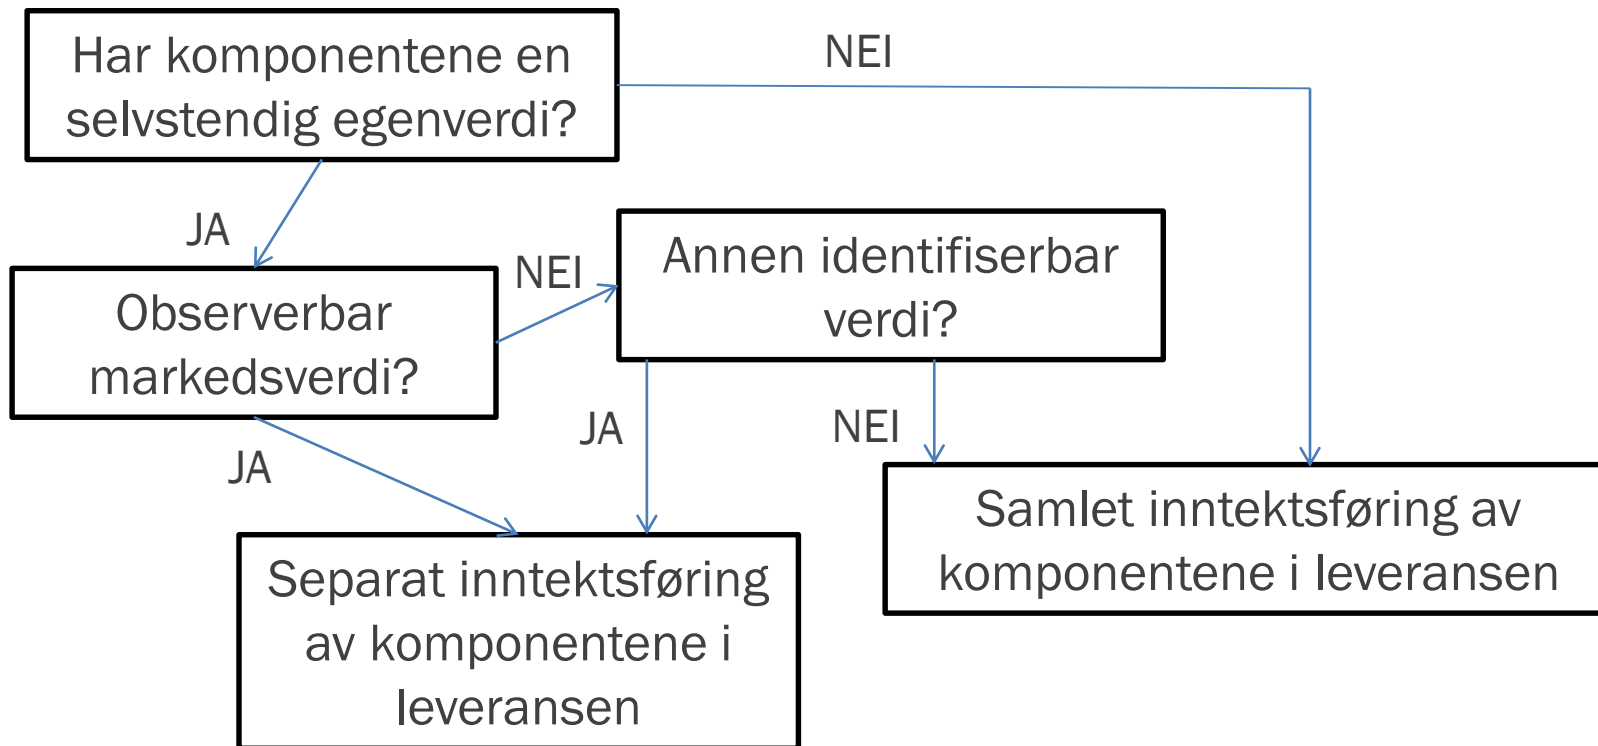 Har komponentene en
selvstendig egenverdi?
NEI
JA
Observerbar
markedsverdi?
NEI
Annen identifiserbar
verdi?
JA
JA
NEI
Separat inntektsføring
av komponentene i
leveransen
Samlet inntektsføring av
komponentene i leveransen